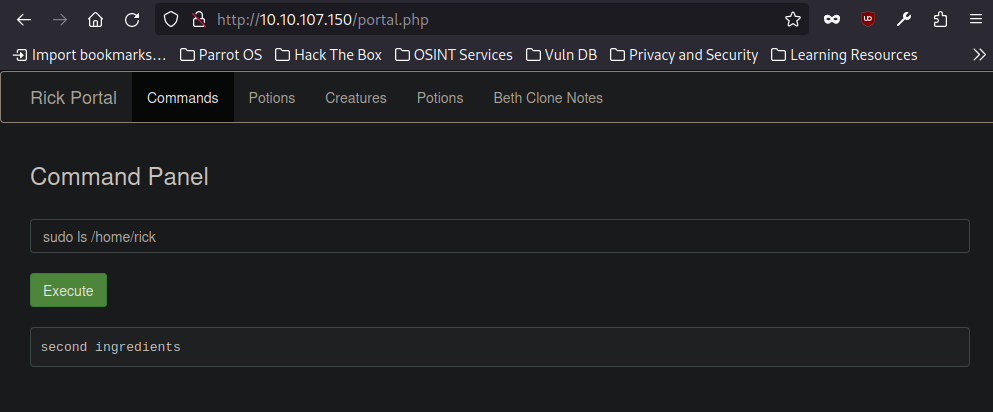 http://10.10.107.150/portal.php
Import bookmarks... Parrot OS Hack The Box OSINT Services Vuln DB Privacy and Security Learning Resources
Rick Portal Commands Potions Creatures Potions Beth Clone Notes
Command Panel
sudo ls /home/rick
Execute
second ingredients